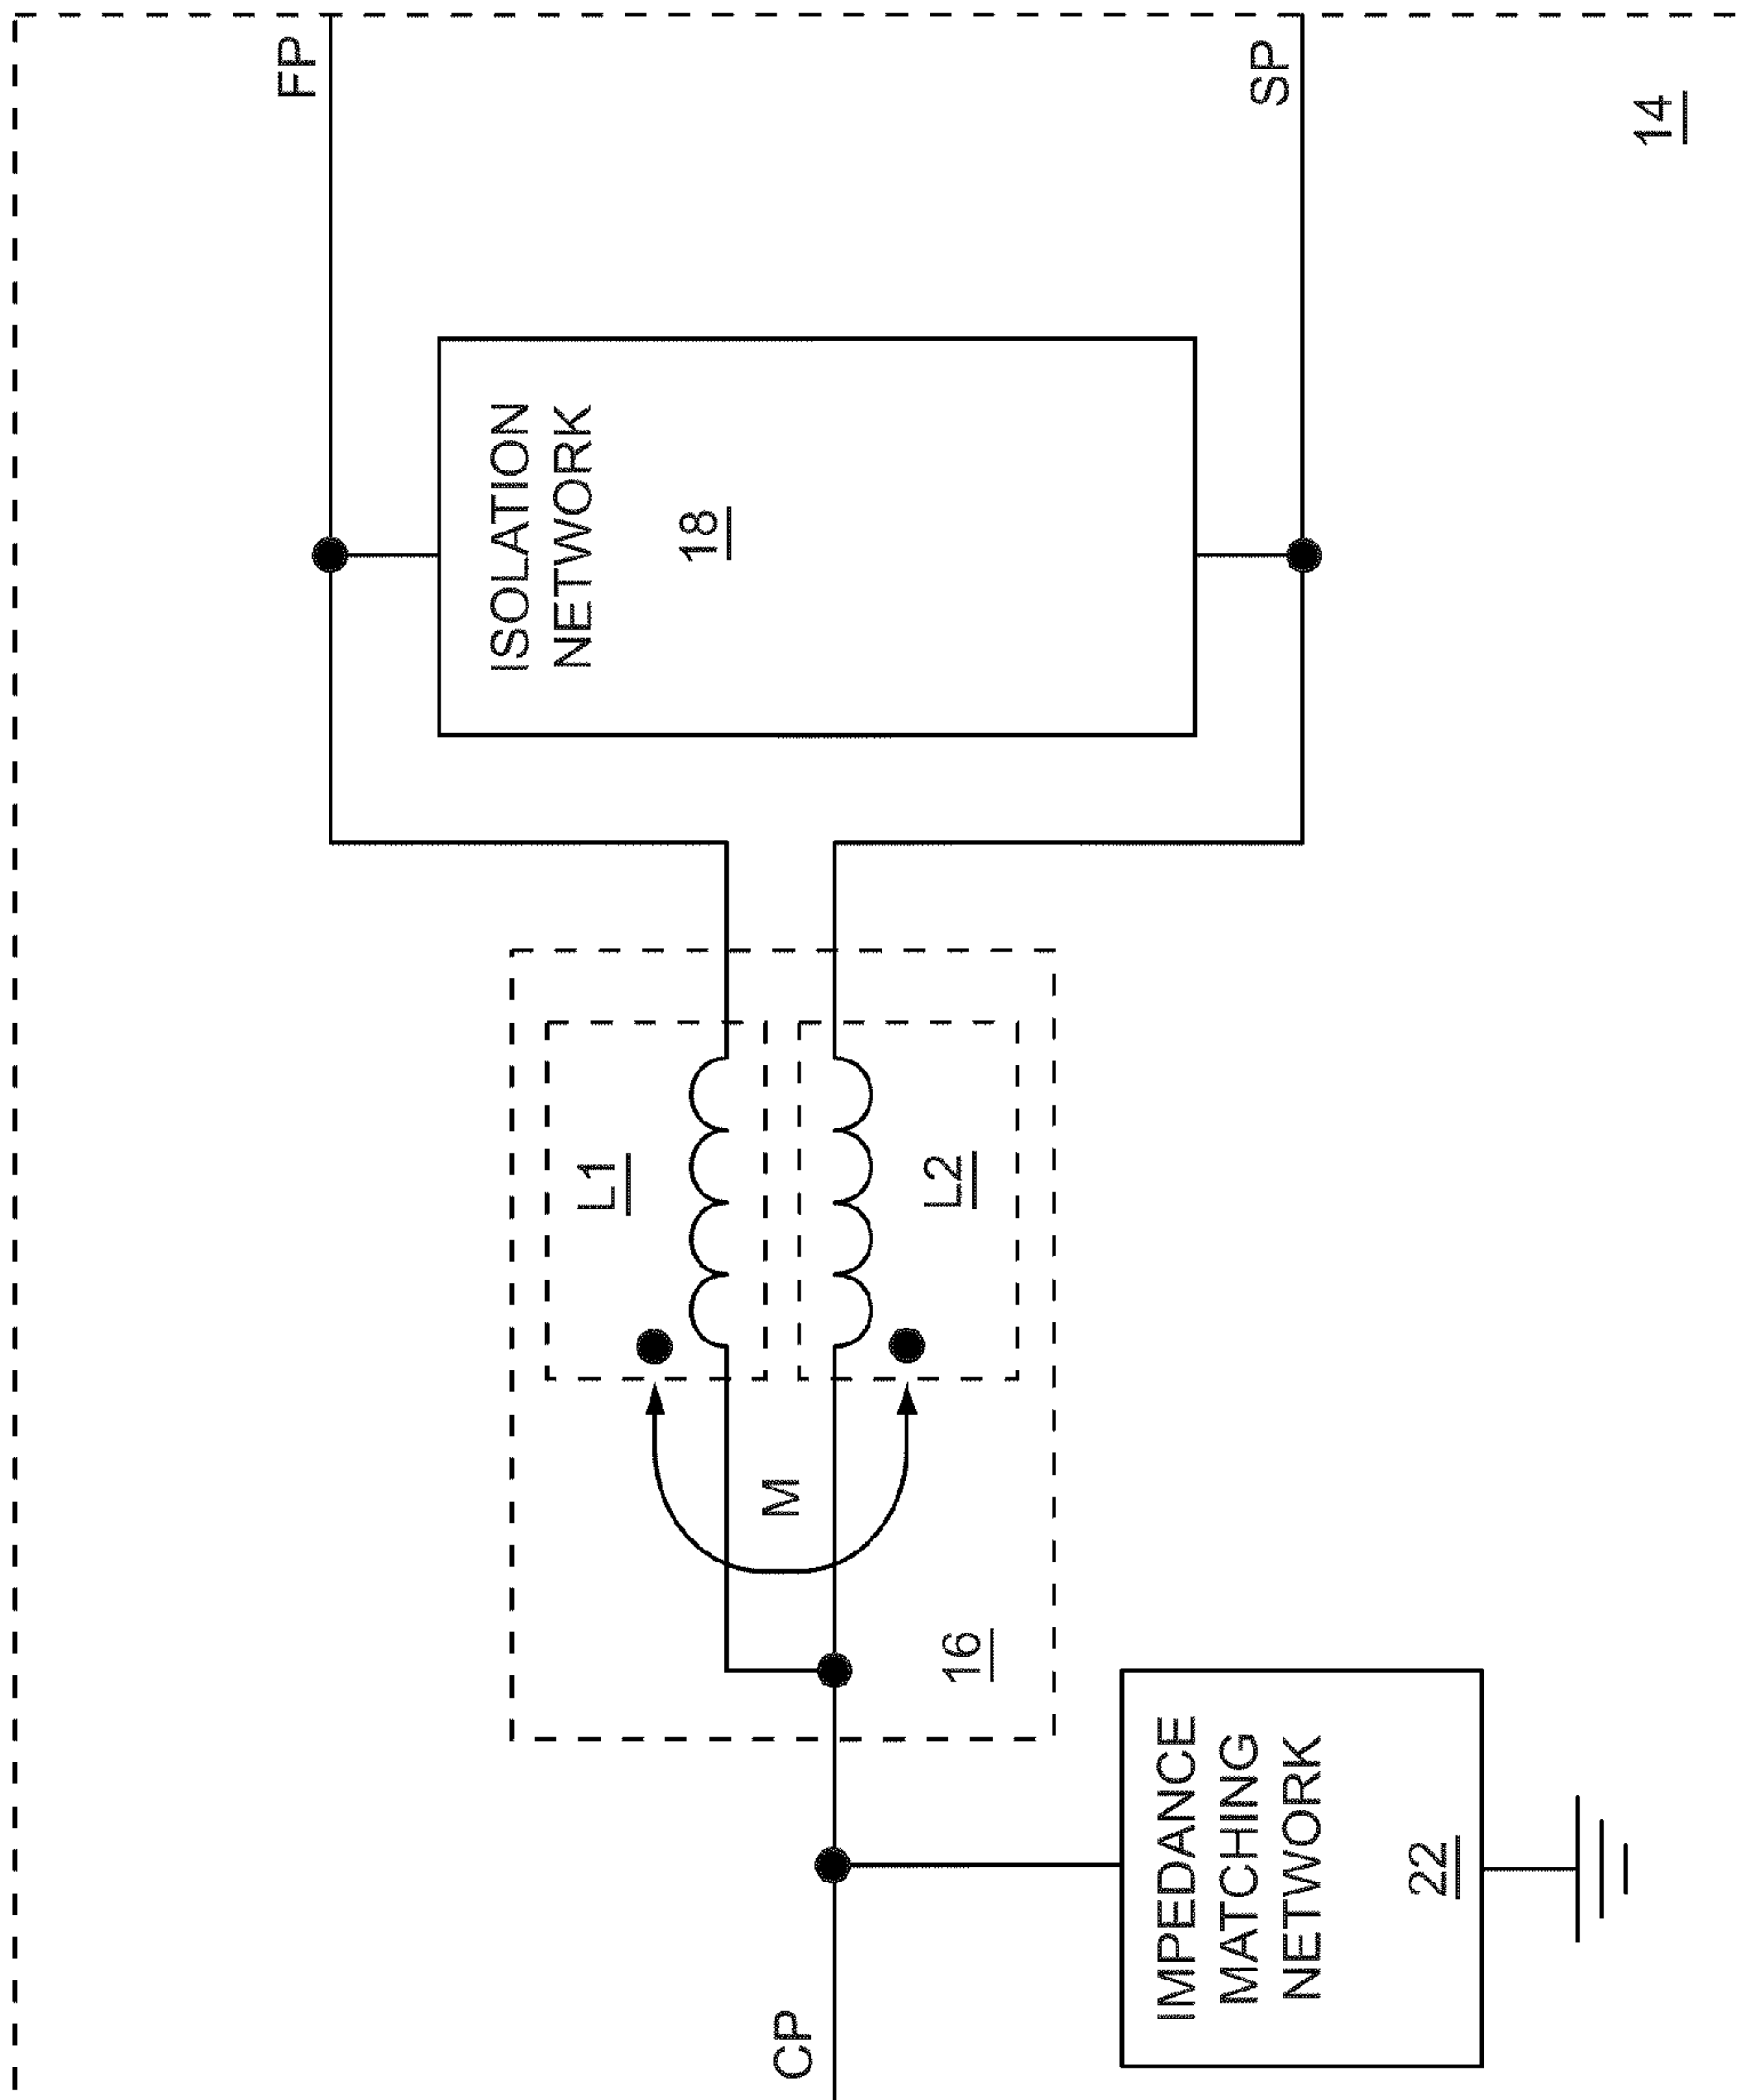 FP
SP
14
ISOLATION
NETWORK
18
L1
L2
M
16
CP
IMPEDANCE
MATCHING
NETWORK
22